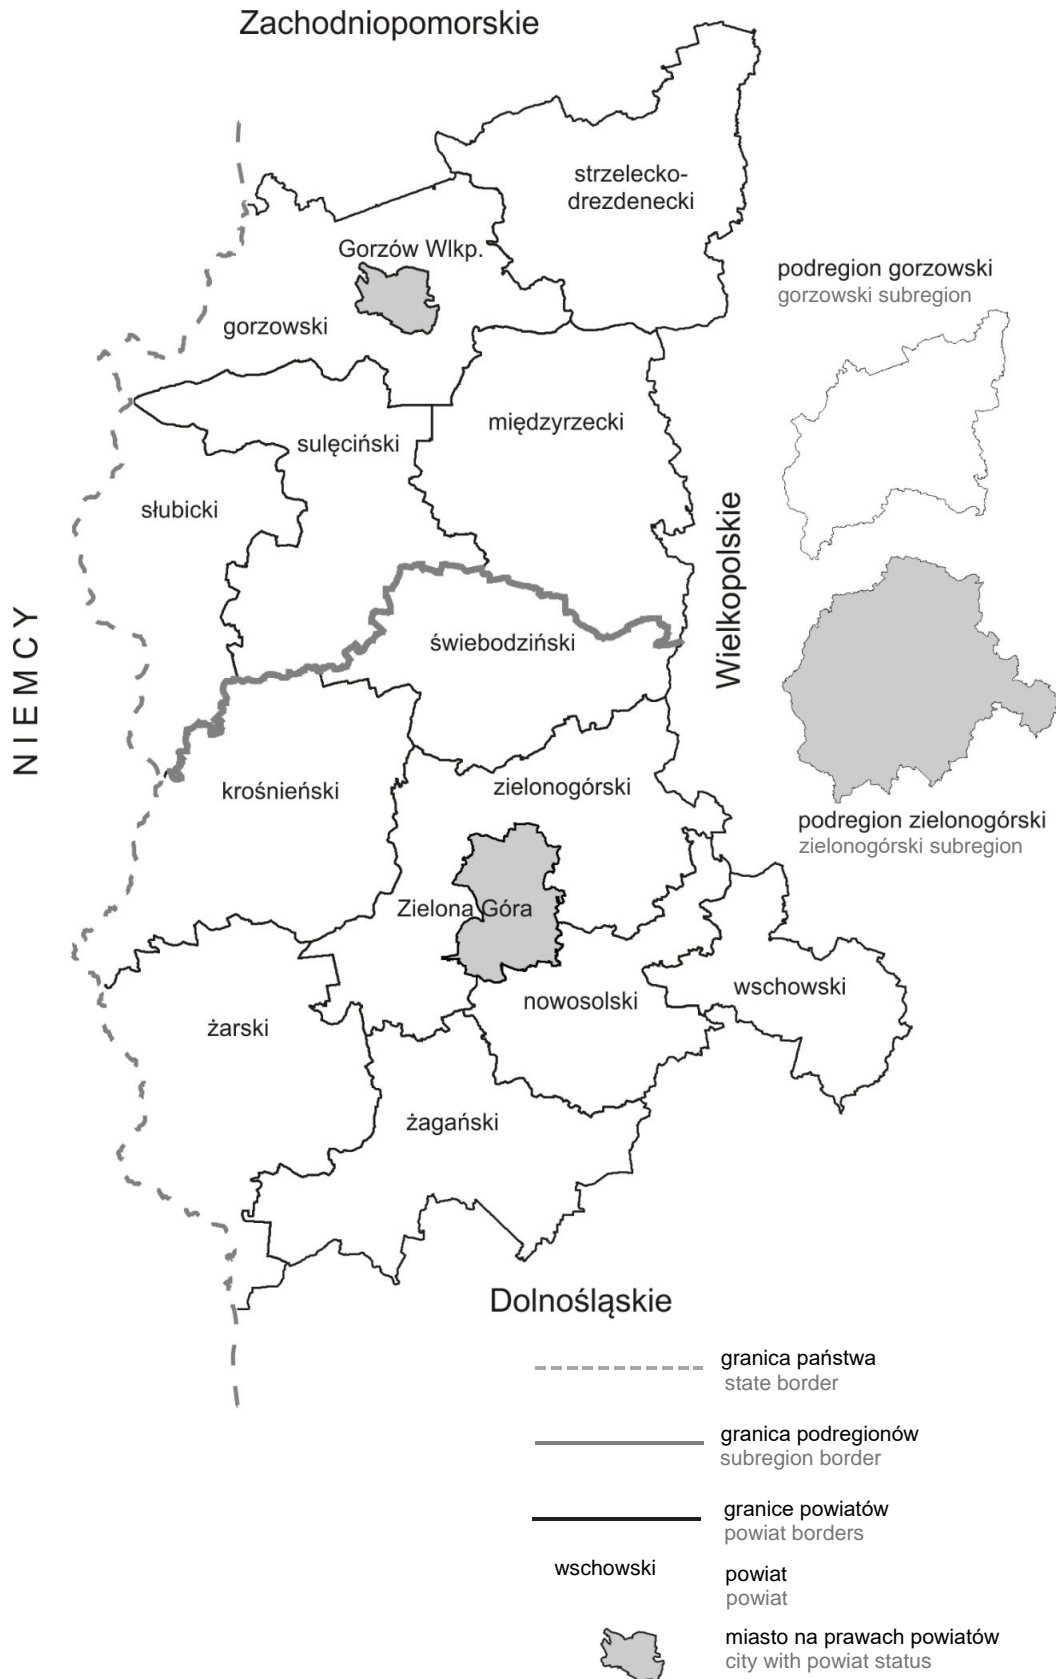 Zachodniopomorskie
strzelecko-
drezdenecki
Gorzów Wlkp.
gorzowski
podregion gorzowski
gorzowski subregion
międzyrzecki
sulęciński
słubicki
Wielkopolskie
NIEMCY
świebodziński
krośnieński
zielonogórski
podregion zielonogórski
zielonogórski subregion
Zielona Góra
nowosolski
wschowski
żarski
żagański
Dolnośląskie
granica państwa
state border
granica podregionów
subregion border
granice powiatów
powiat borders
wschowski
powiat
powiat
miasto na prawach powiatów
city with powiat status